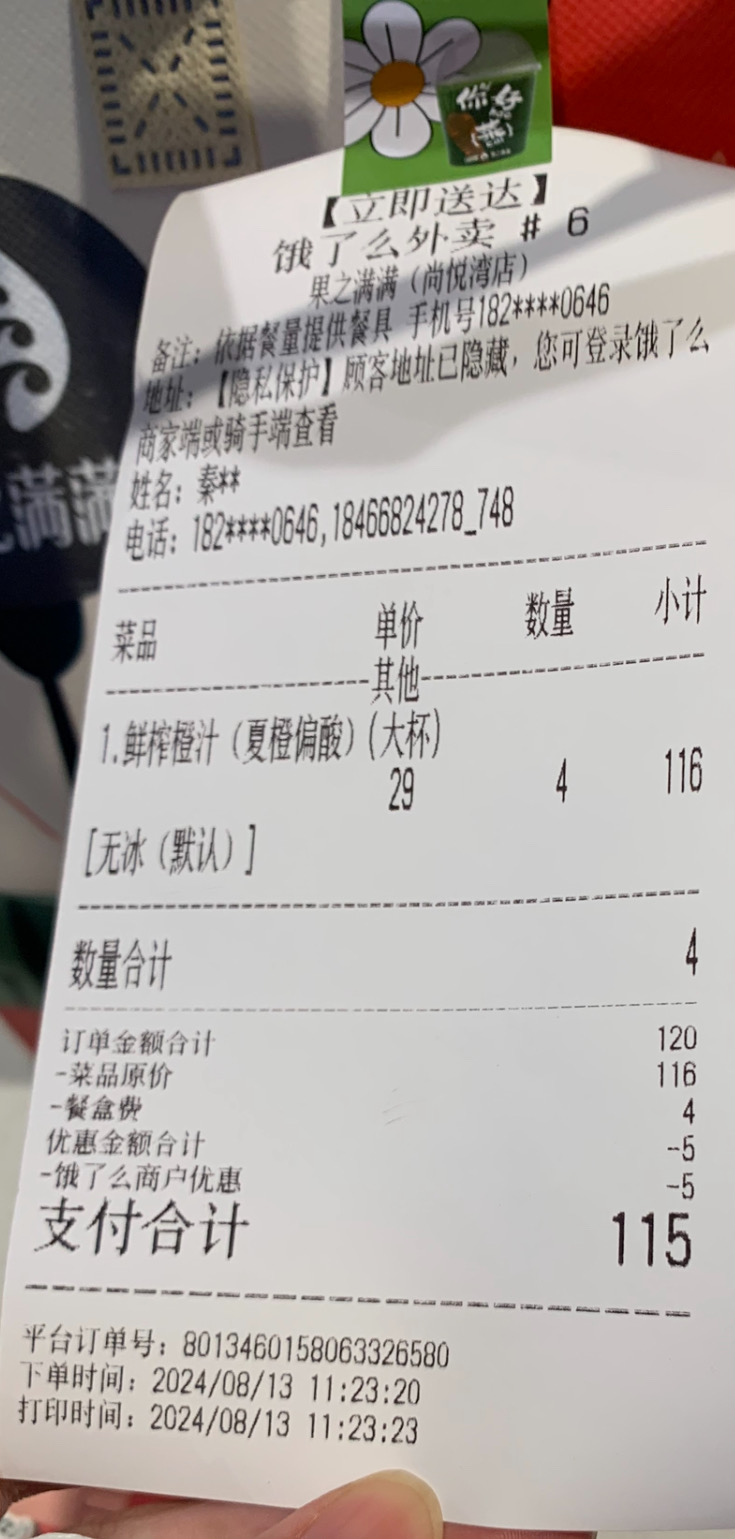 你好
【立即送达】
饿了么外卖 # 6
果之满满（尚悦湾店）
备注：依据餐量提供餐具 手机号182****0646
地址：【隐私保护】顾客地址已隐藏，您可登录饿了么
商家端或骑手端查看
姓名：秦**
电话：182****0646,18466824278_748
满满
菜品 单价 数量 小计
其他
1.鲜榨橙汁（夏橙偏酸）(大杯)
29 4 116
[无冰（默认）]
数量合计 4
订单金额合计 120
-菜品原价 116
-餐盒费 4
优惠金额合计 -5
-饿了么商户优惠 -5
支付合计 115
平台订单号：8013460158063326580
下单时间：2024/08/13 11:23:20
打印时间：2024/08/13 11:23:23